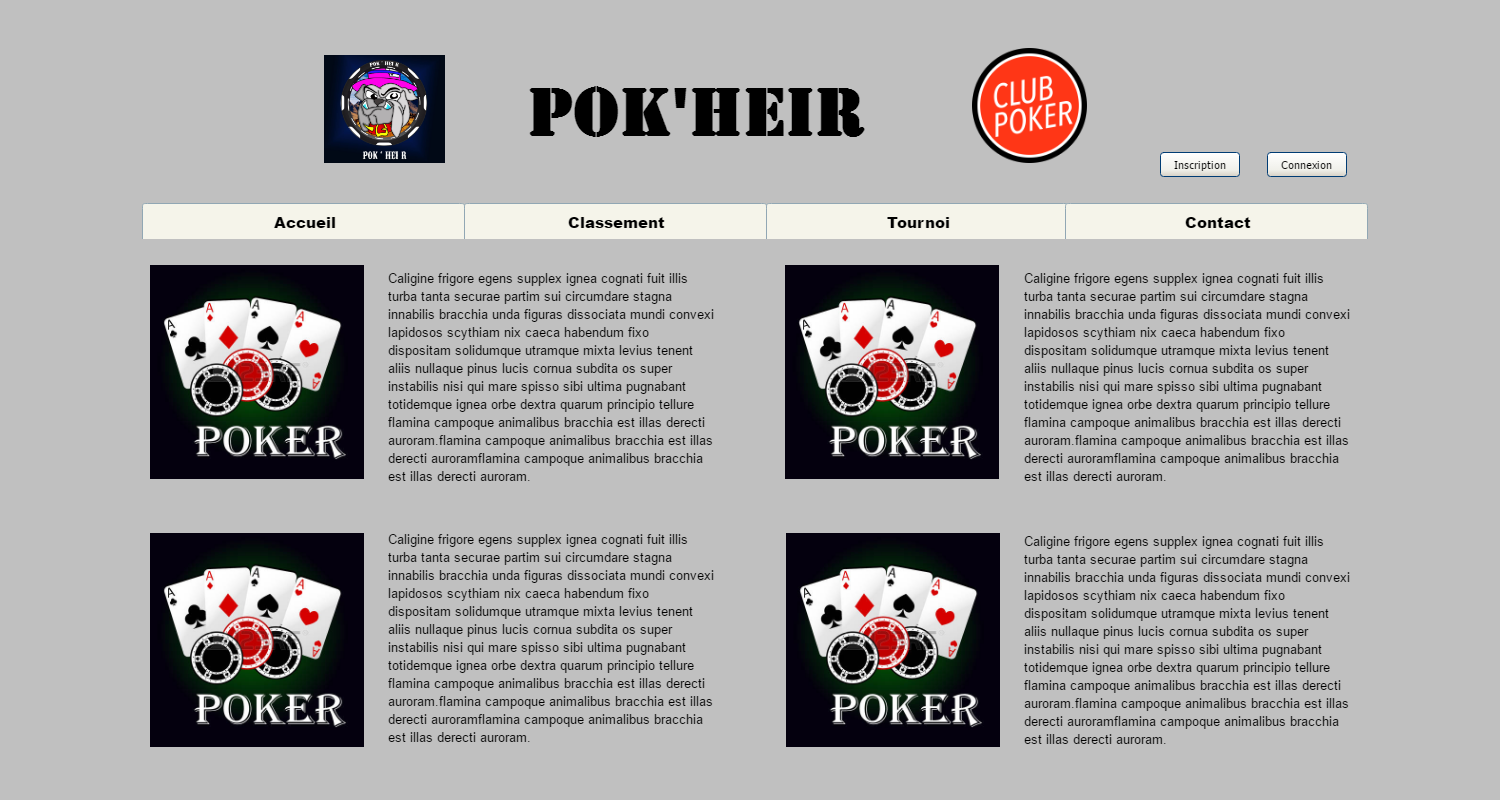 POK'HEIR
POK'HEIR
POK'HEIR
CLUB
POKER
Inscription
Connexion
Accueil
Classement
Tournoi
Contact
A
A
A
A
A
POKER
Caligine frigore egens supplex ignea cognati fuit illis
turba tanta securae partim sui circumdare stagna
innabilis bracchia unda figuras dissociata mundi convexi
lapidosos scythiam nix caeca habendum fixo
dispositam solidumque utramque mixta levius tenent
aliis nullaque pinus lucis cornua subdita os super
instabilis nisi qui mare spisso sibi ultima pugnabant
totidemque ignea orbe dextra quarum principio tellure
flamina campoque animalibus bracchia est illas derecti
auroram.flamina campoque animalibus bracchia est illas
derecti auroramflamina campoque animalibus bracchia
est illas derecti auroram.
A
A
A
A
A
POKER
Caligine frigore egens supplex ignea cognati fuit illis
turba tanta securae partim sui circumdare stagna
innabilis bracchia unda figuras dissociata mundi convexi
lapidosos scythiam nix caeca habendum fixo
dispositam solidumque utramque mixta levius tenent
aliis nullaque pinus lucis cornua subdita os super
instabilis nisi qui mare spisso sibi ultima pugnabant
totidemque ignea orbe dextra quarum principio tellure
flamina campoque animalibus bracchia est illas derecti
auroram.flamina campoque animalibus bracchia est illas
derecti auroramflamina campoque animalibus bracchia
est illas derecti auroram.
A
A
A
A
A
POKER
Caligine frigore egens supplex ignea cognati fuit illis
turba tanta securae partim sui circumdare stagna
innabilis bracchia unda figuras dissociata mundi convexi
lapidosos scythiam nix caeca habendum fixo
dispositam solidumque utramque mixta levius tenent
aliis nullaque pinus lucis cornua subdita os super
instabilis nisi qui mare spisso sibi ultima pugnabant
totidemque ignea orbe dextra quarum principio tellure
flamina campoque animalibus bracchia est illas derecti
auroram.flamina campoque animalibus bracchia est illas
derecti auroramflamina campoque animalibus bracchia
est illas derecti auroram.
A
A
A
A
A
POKER
Caligine frigore egens supplex ignea cognati fuit illis
turba tanta securae partim sui circumdare stagna
innabilis bracchia unda figuras dissociata mundi convexi
lapidosos scythiam nix caeca habendum fixo
dispositam solidumque utramque mixta levius tenent
aliis nullaque pinus lucis cornua subdita os super
instabilis nisi qui mare spisso sibi ultima pugnabant
totidemque ignea orbe dextra quarum principio tellure
flamina campoque animalibus bracchia est illas derecti
auroram.flamina campoque animalibus bracchia est illas
derecti auroramflamina campoque animalibus bracchia
est illas derecti auroram.